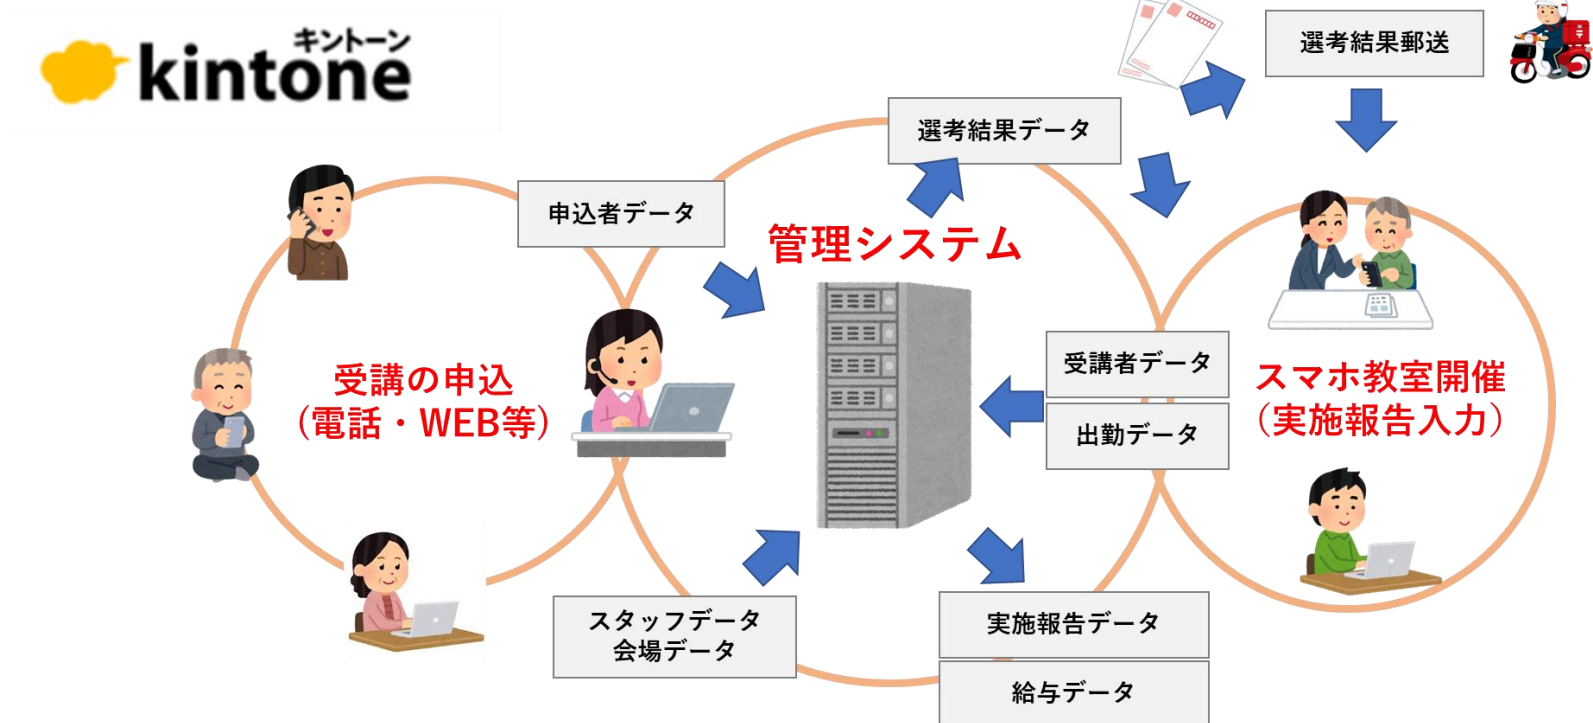 キントーン
kintone
選考結果郵送
選考結果データ
申込者データ
管理システム
受講の申込
(電話・WEB等)
受講者データ
出勤データ
スマホ教室開催
(実施報告入力)
スタッフデータ
会場データ
実施報告データ
給与データ